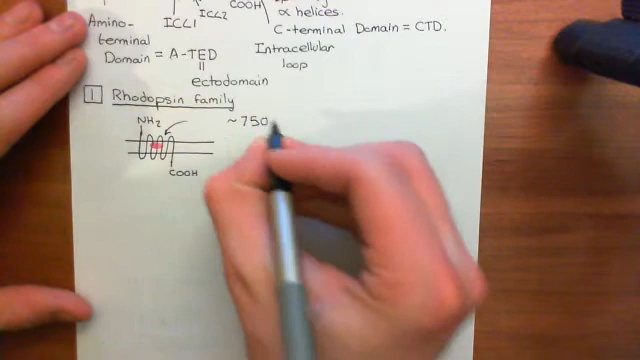 COOH
ICL2
α helices.
Amino-
ICL1
C-terminal Domain = CTD.
terminal
Intracellular
Domain = A-TED
loop
ectodomain
1 Rhodopsin family
NH2
~750
COOH